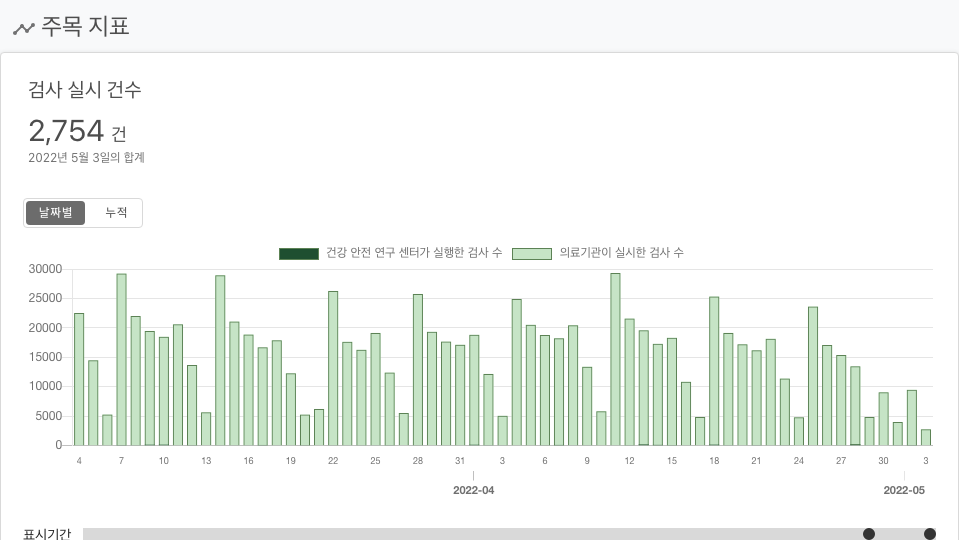 주목 지표
검사 실시 건수
2,754 건
2022년 5월 3일의 합계
날짜별 누적
건강 안전 연구 센터가 실행한 검사 수 의료기관이 실시한 검사 수
30000
25000
20000
15000
10000
5000
0
4 7 10 13 16 19 22 25 28 31 3 6 9 12 15 18 21 24 27 30 3
2022-04 2022-05
표시기간